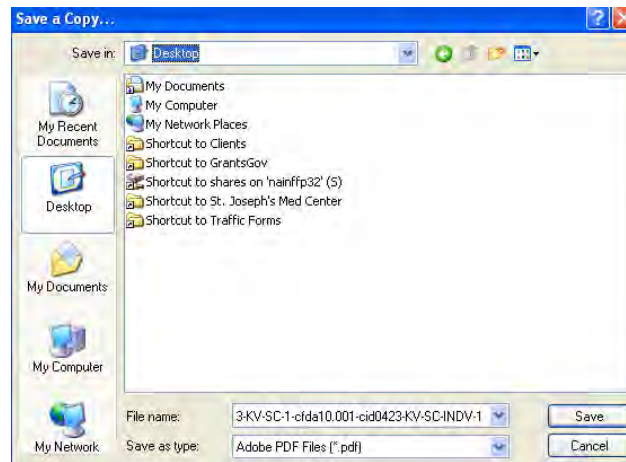 Save a Copy...
Save in:
Desktop
My Documents
My Computer
My Network Places
Shortcut to Clients
Shortcut to GrantsGov
Shortcut to shares on 'nainffp32' (S)
Shortcut to St. Joseph's Med Center
Shortcut to Traffic Forms
My Recent
Documents
Desktop
My Documents
My Computer
My Network
File name:
3-KV-SC-1-cfda10.001-cid0423-KV-SC-INDV-1
Save
Save as type:
Adobe PDF Files (*.pdf)
Cancel